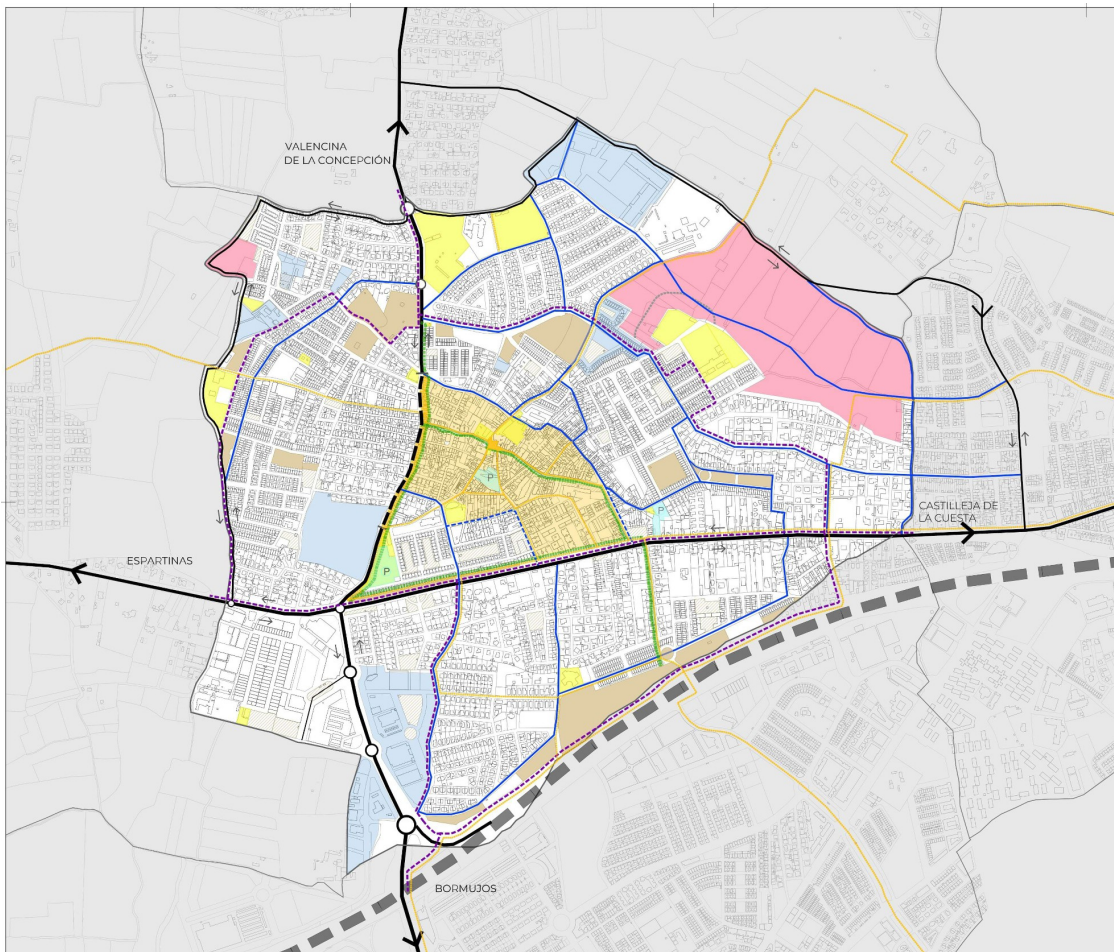 VALENCINA
DE LA CONCEPCIÓN
P
P
CASTILLEJA DE
LA CUESTA
ESPARTINAS
P
BORMUJOS